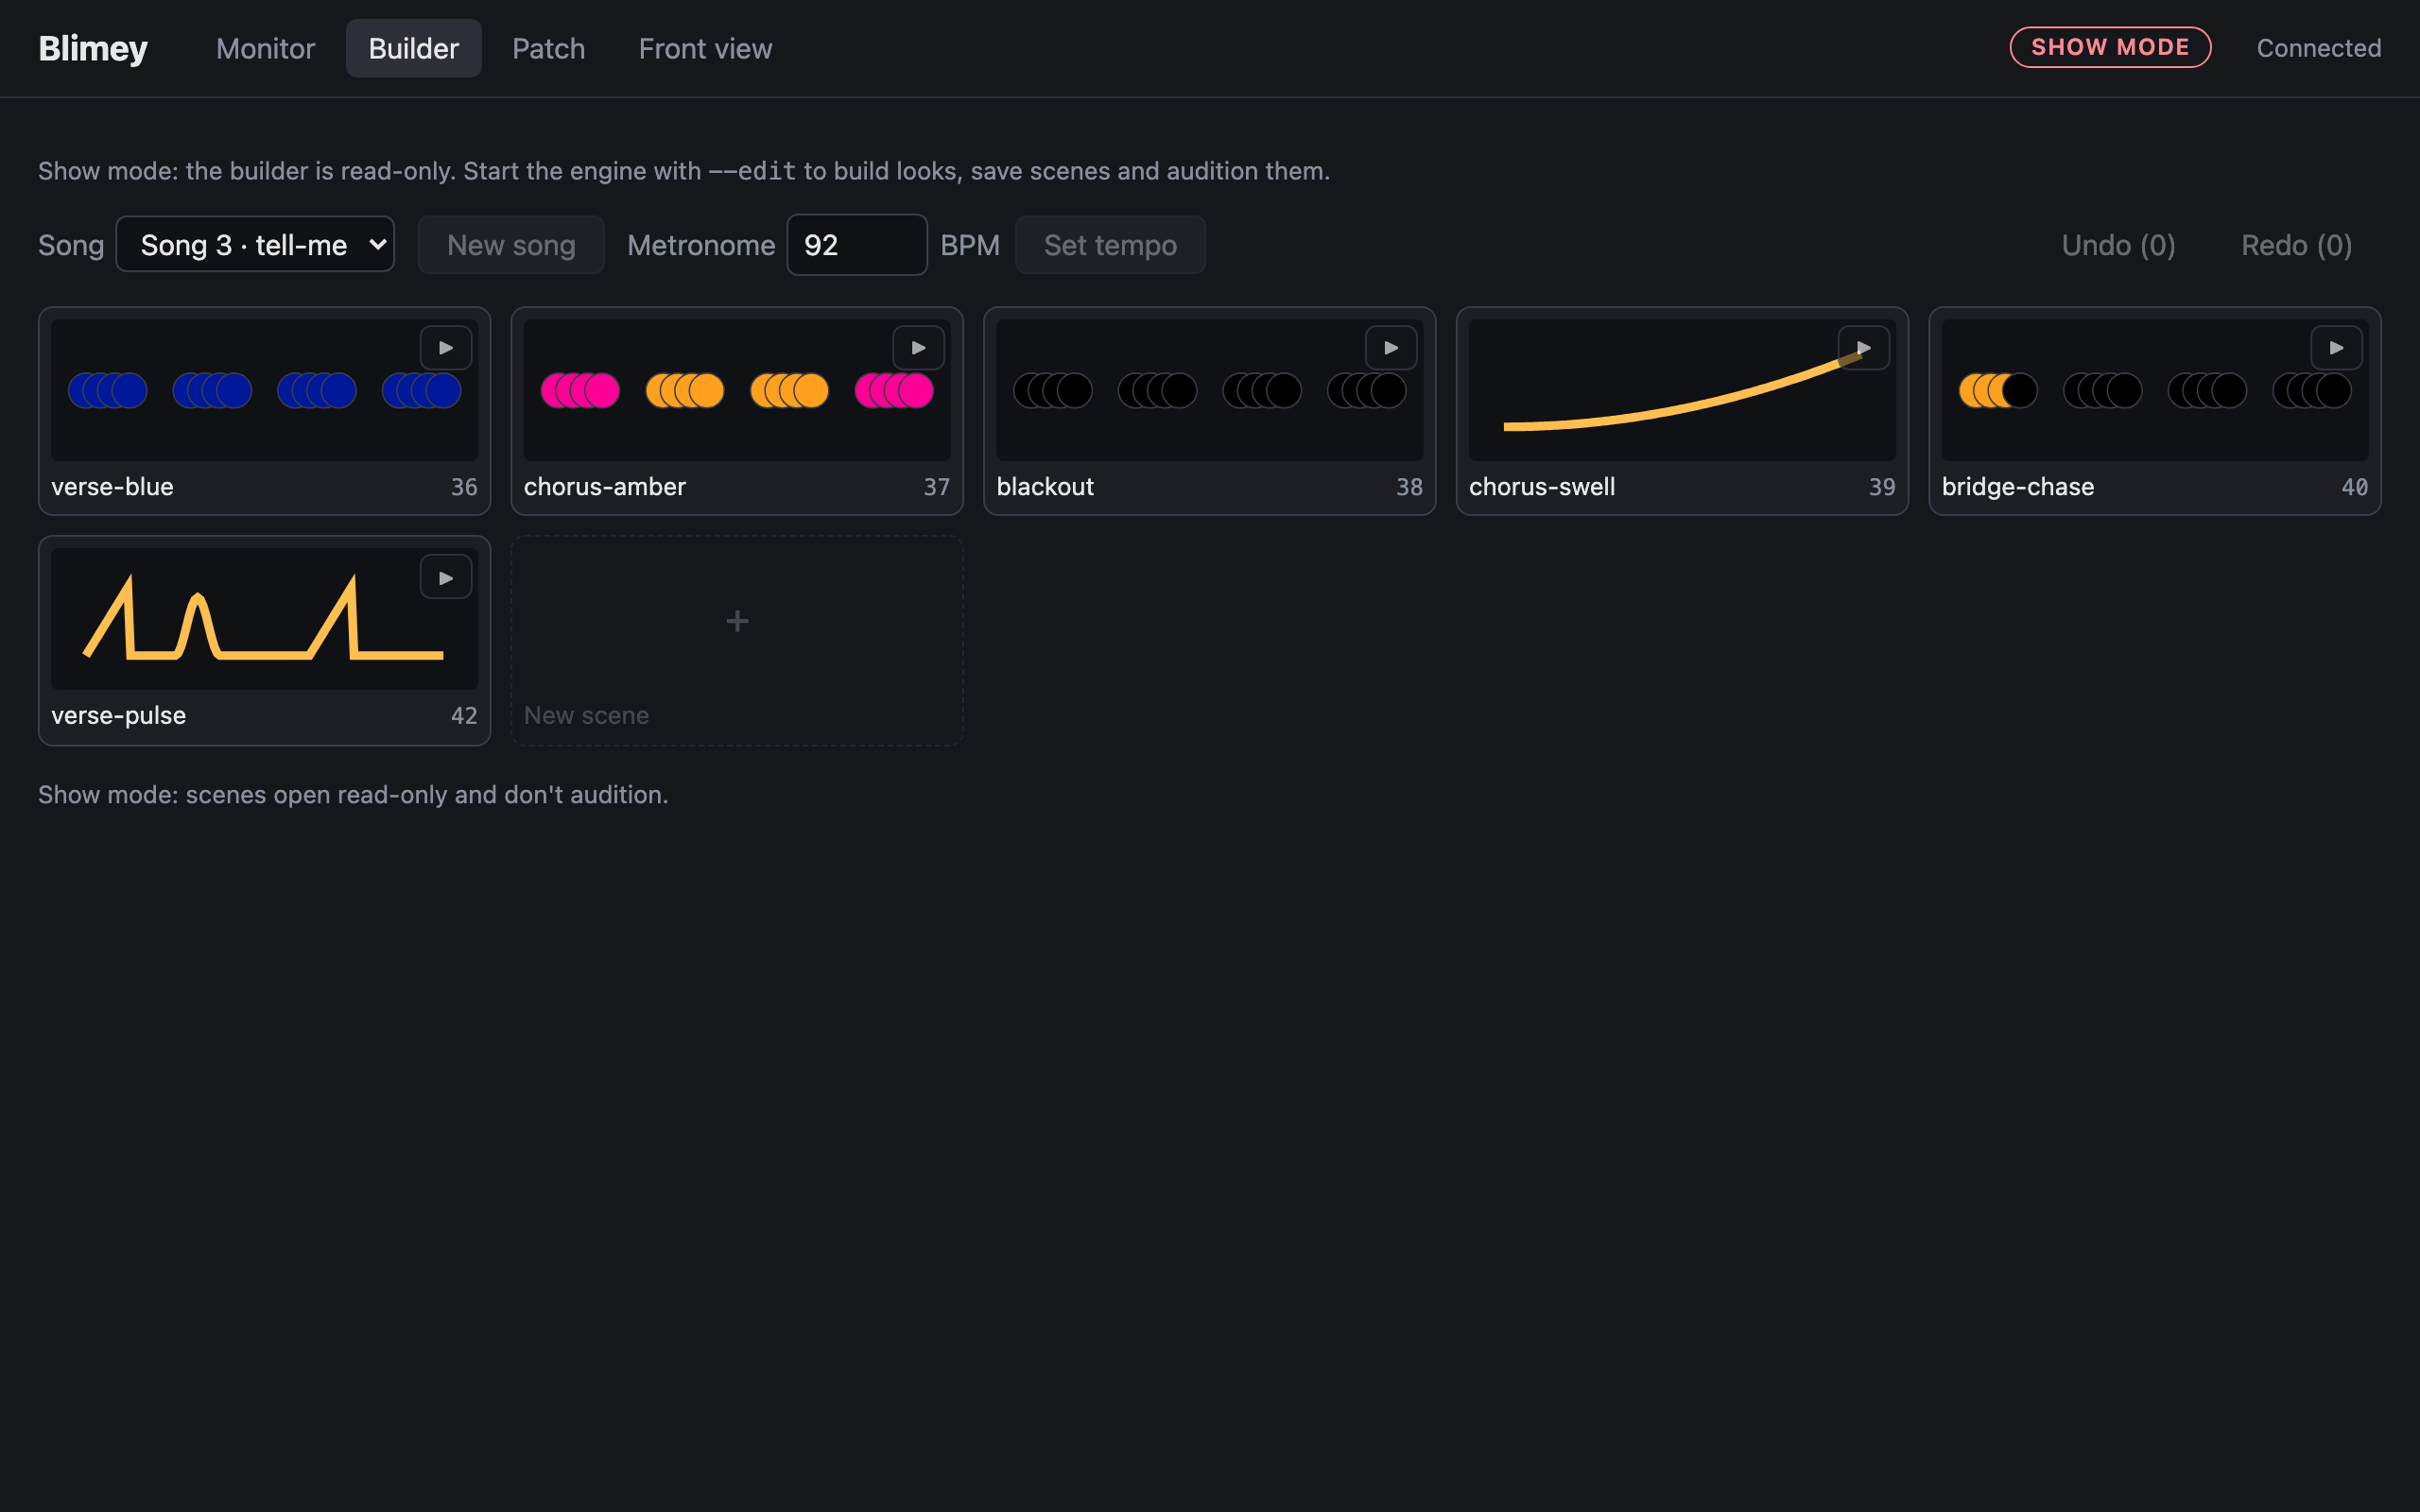 Blimey Monitor Builder Patch Front view SHOW MODE Connected
Show mode: the builder is read-only. Start the engine with --edit to build looks, save scenes and audition them.
Song Song 3 · tell-me New song Metronome 92 BPM Set tempo Undo (0) Redo (0)
verse-blue 36 chorus-amber 37 blackout 38 chorus-swell 39 bridge-chase 40
+
verse-pulse 42 New scene
Show mode: scenes open read-only and don't audition.